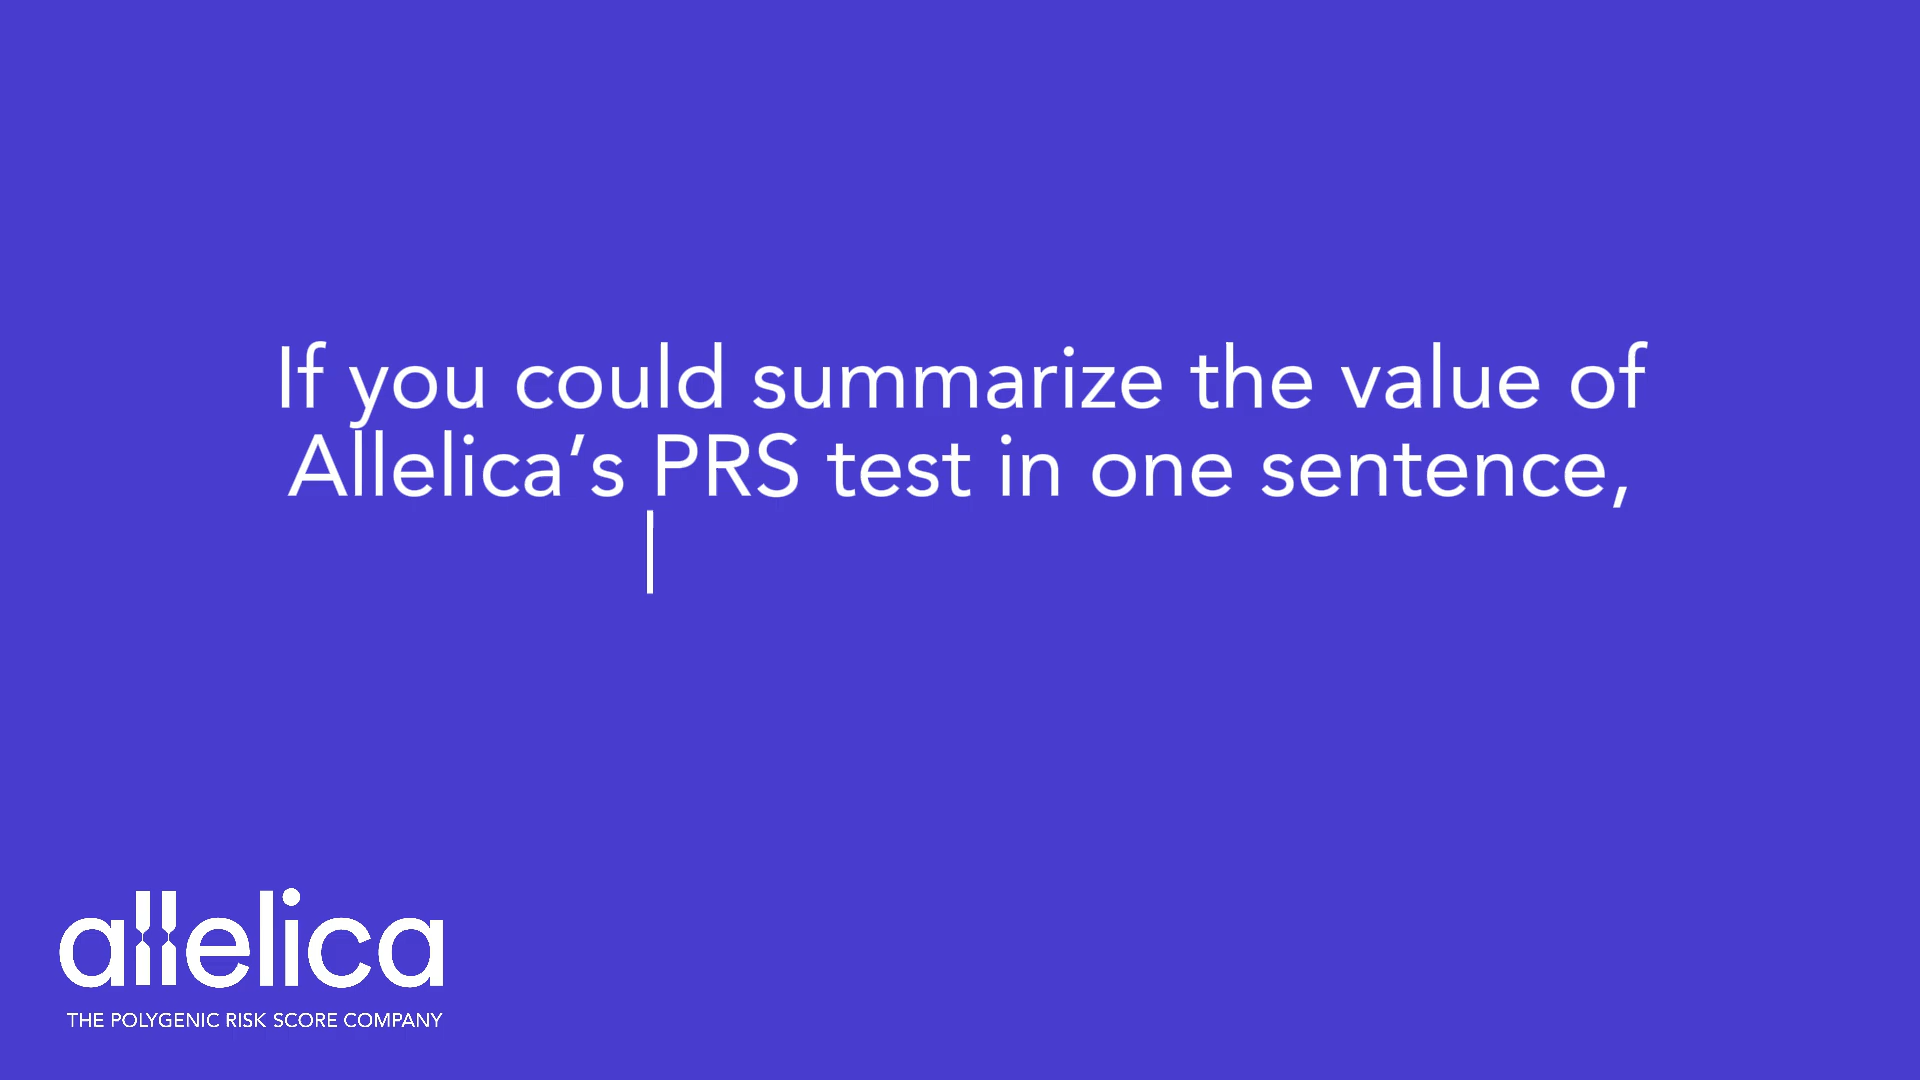 If you could summarize the value of
Allelica’s PRS test in one sentence,
allelica
THE POLYGENIC RISK SCORE COMPANY